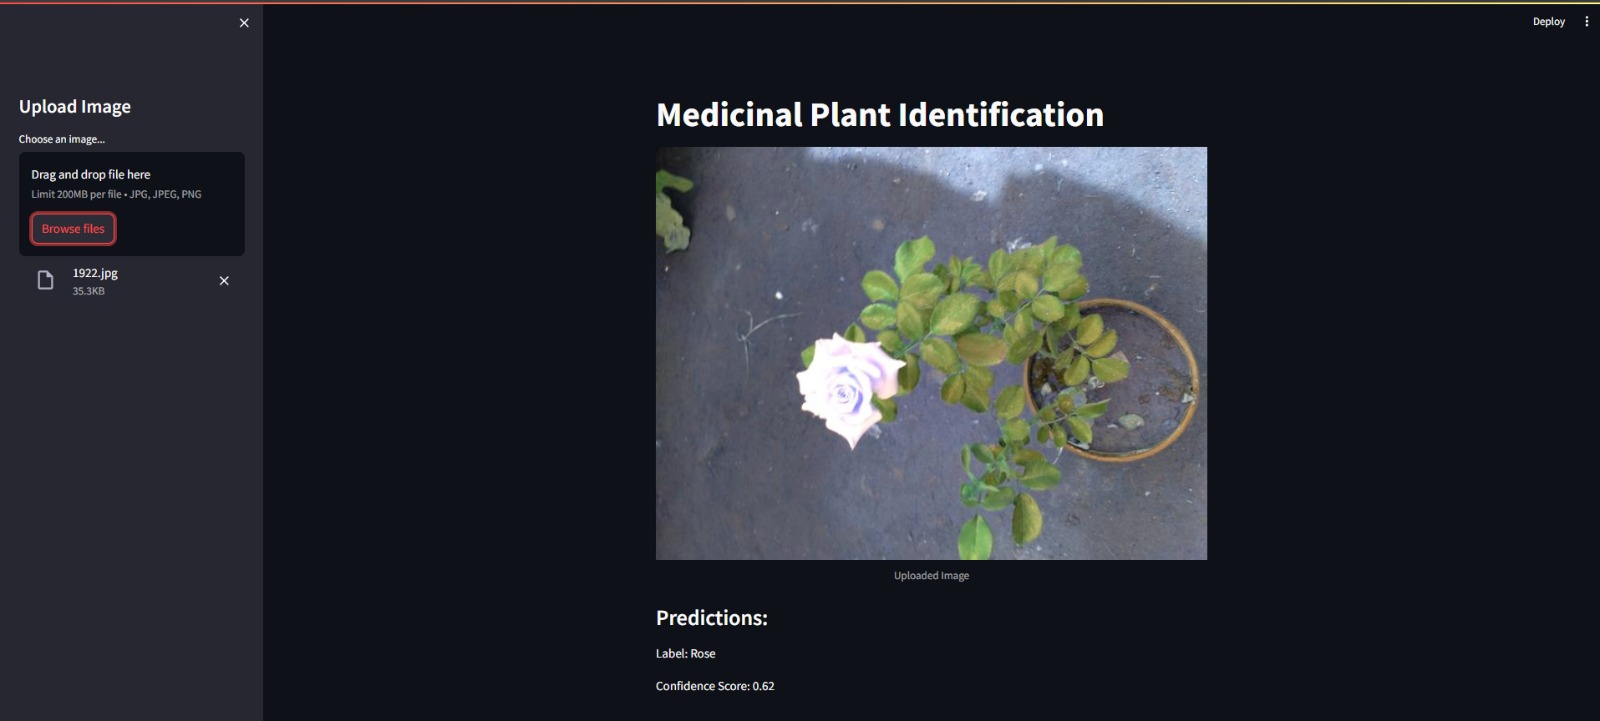 Deploy
Upload Image
Choose an image...
Drag and drop file here
Limit 200MB per file • JPG, JPEG, PNG
Browse files
1922.jpg
35.3KB
Medicinal Plant Identification
Uploaded Image
Predictions:
Label: Rose
Confidence Score: 0.62